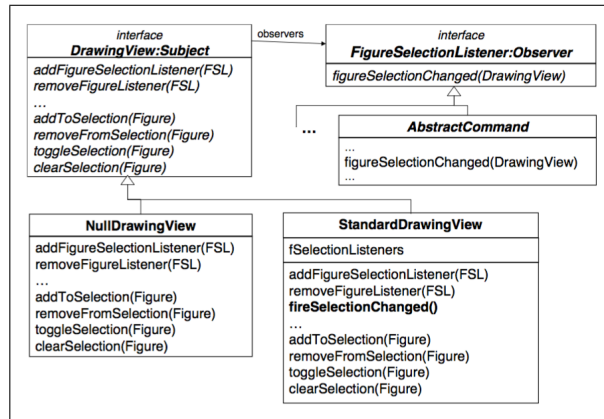 interface
DrawingView:Subject
addFigureSelectionListener(FSL)
removeFigureListener(FSL)
...
addToSelection(Figure)
removeFromSelection(Figure)
toggleSelection(Figure)
clearSelection(Figure)
observers
interface
FigureSelectionListener:Observer
figureSelectionChanged(DrawingView)
...
AbstractCommand
...
figureSelectionChanged(DrawingView)
...
NullDrawingView
addFigureSelectionListener(FSL)
removeFigureListener(FSL)
...
addToSelection(Figure)
removeFromSelection(Figure)
toggleSelection(Figure)
clearSelection(Figure)
StandardDrawingView
fSelectionListeners
addFigureSelectionListener(FSL)
removeFigureListener(FSL)
fireSelectionChanged()
...
addToSelection(Figure)
removeFromSelection(Figure)
toggleSelection(Figure)
clearSelection(Figure)